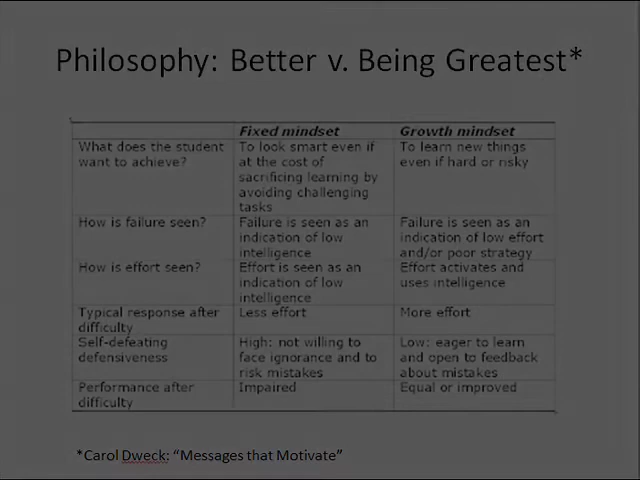 Philosophy: Better v. Being Greatest*
Fixed mindset Growth mindset
What does the student To look smart even if To learn new things
want to achieve? at the cost of even if hard or risky
sacrificing learning by
avoiding challenging
tasks
How is failure seen? Failure is seen as an Failure is seen as an
indication of low indication of low effort
intelligence and/or poor strategy
How is effort seen? Effort is seen as an Effort activates and
indication of low uses intelligence
intelligence
Typical response after Less effort More effort
difficulty
Self-defeating High: not willing to Low: eager to learn
defensiveness face ignorance and to and open to feedback
risk mistakes about mistakes
Performance after Impaired Equal or improved
difficulty
*Carol Dweck: “Messages that Motivate”